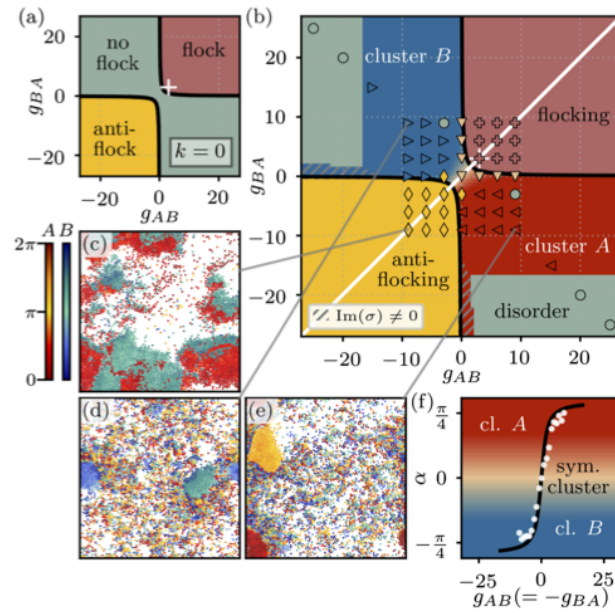 (a)
no
flock
flock
anti-
flock
k = 0
g_BA
20
0
−20
−20
0
20
g_AB
(b)
cluster B
flocking
anti-
flocking
cluster A
disorder
Im(σ) ≠ 0
g_BA
20
10
0
−10
−20
−20
−10
0
10
20
g_AB
A B
2π
π
0
(c)
(d)
(e)
(f)
cl. A
sym.
cluster
cl. B
α
π/4
0
−π/4
−25
0
25
g_AB(= −g_BA)